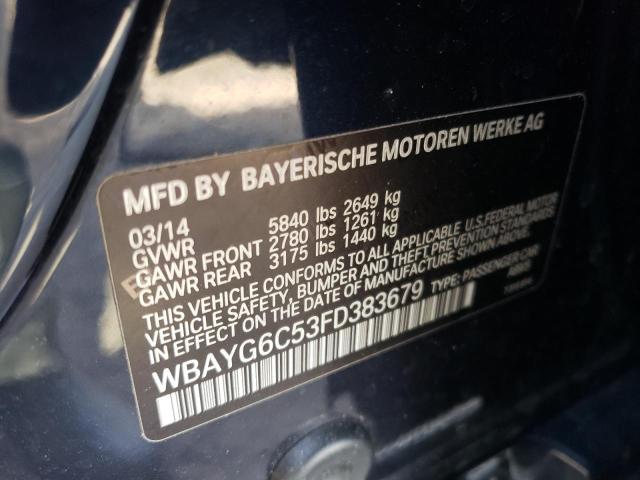 MFD BY BAYERISCHE MOTOREN WERKE AG
03/14
GVWR 5840 lbs 2649 kg
GAWR FRONT 2780 lbs 1261 kg
GAWR REAR 3175 lbs 1440 kg
THIS VEHICLE CONFORMS TO ALL APPLICABLE U.S. FEDERAL MOTOR
VEHICLE SAFETY, BUMPER AND THEFT PREVENTION STANDARDS
IN EFFECT ON THE DATE OF MANUFACTURE SHOWN ABOVE.
WBAYG6C53FD383679 TYPE: PASSENGER CAR